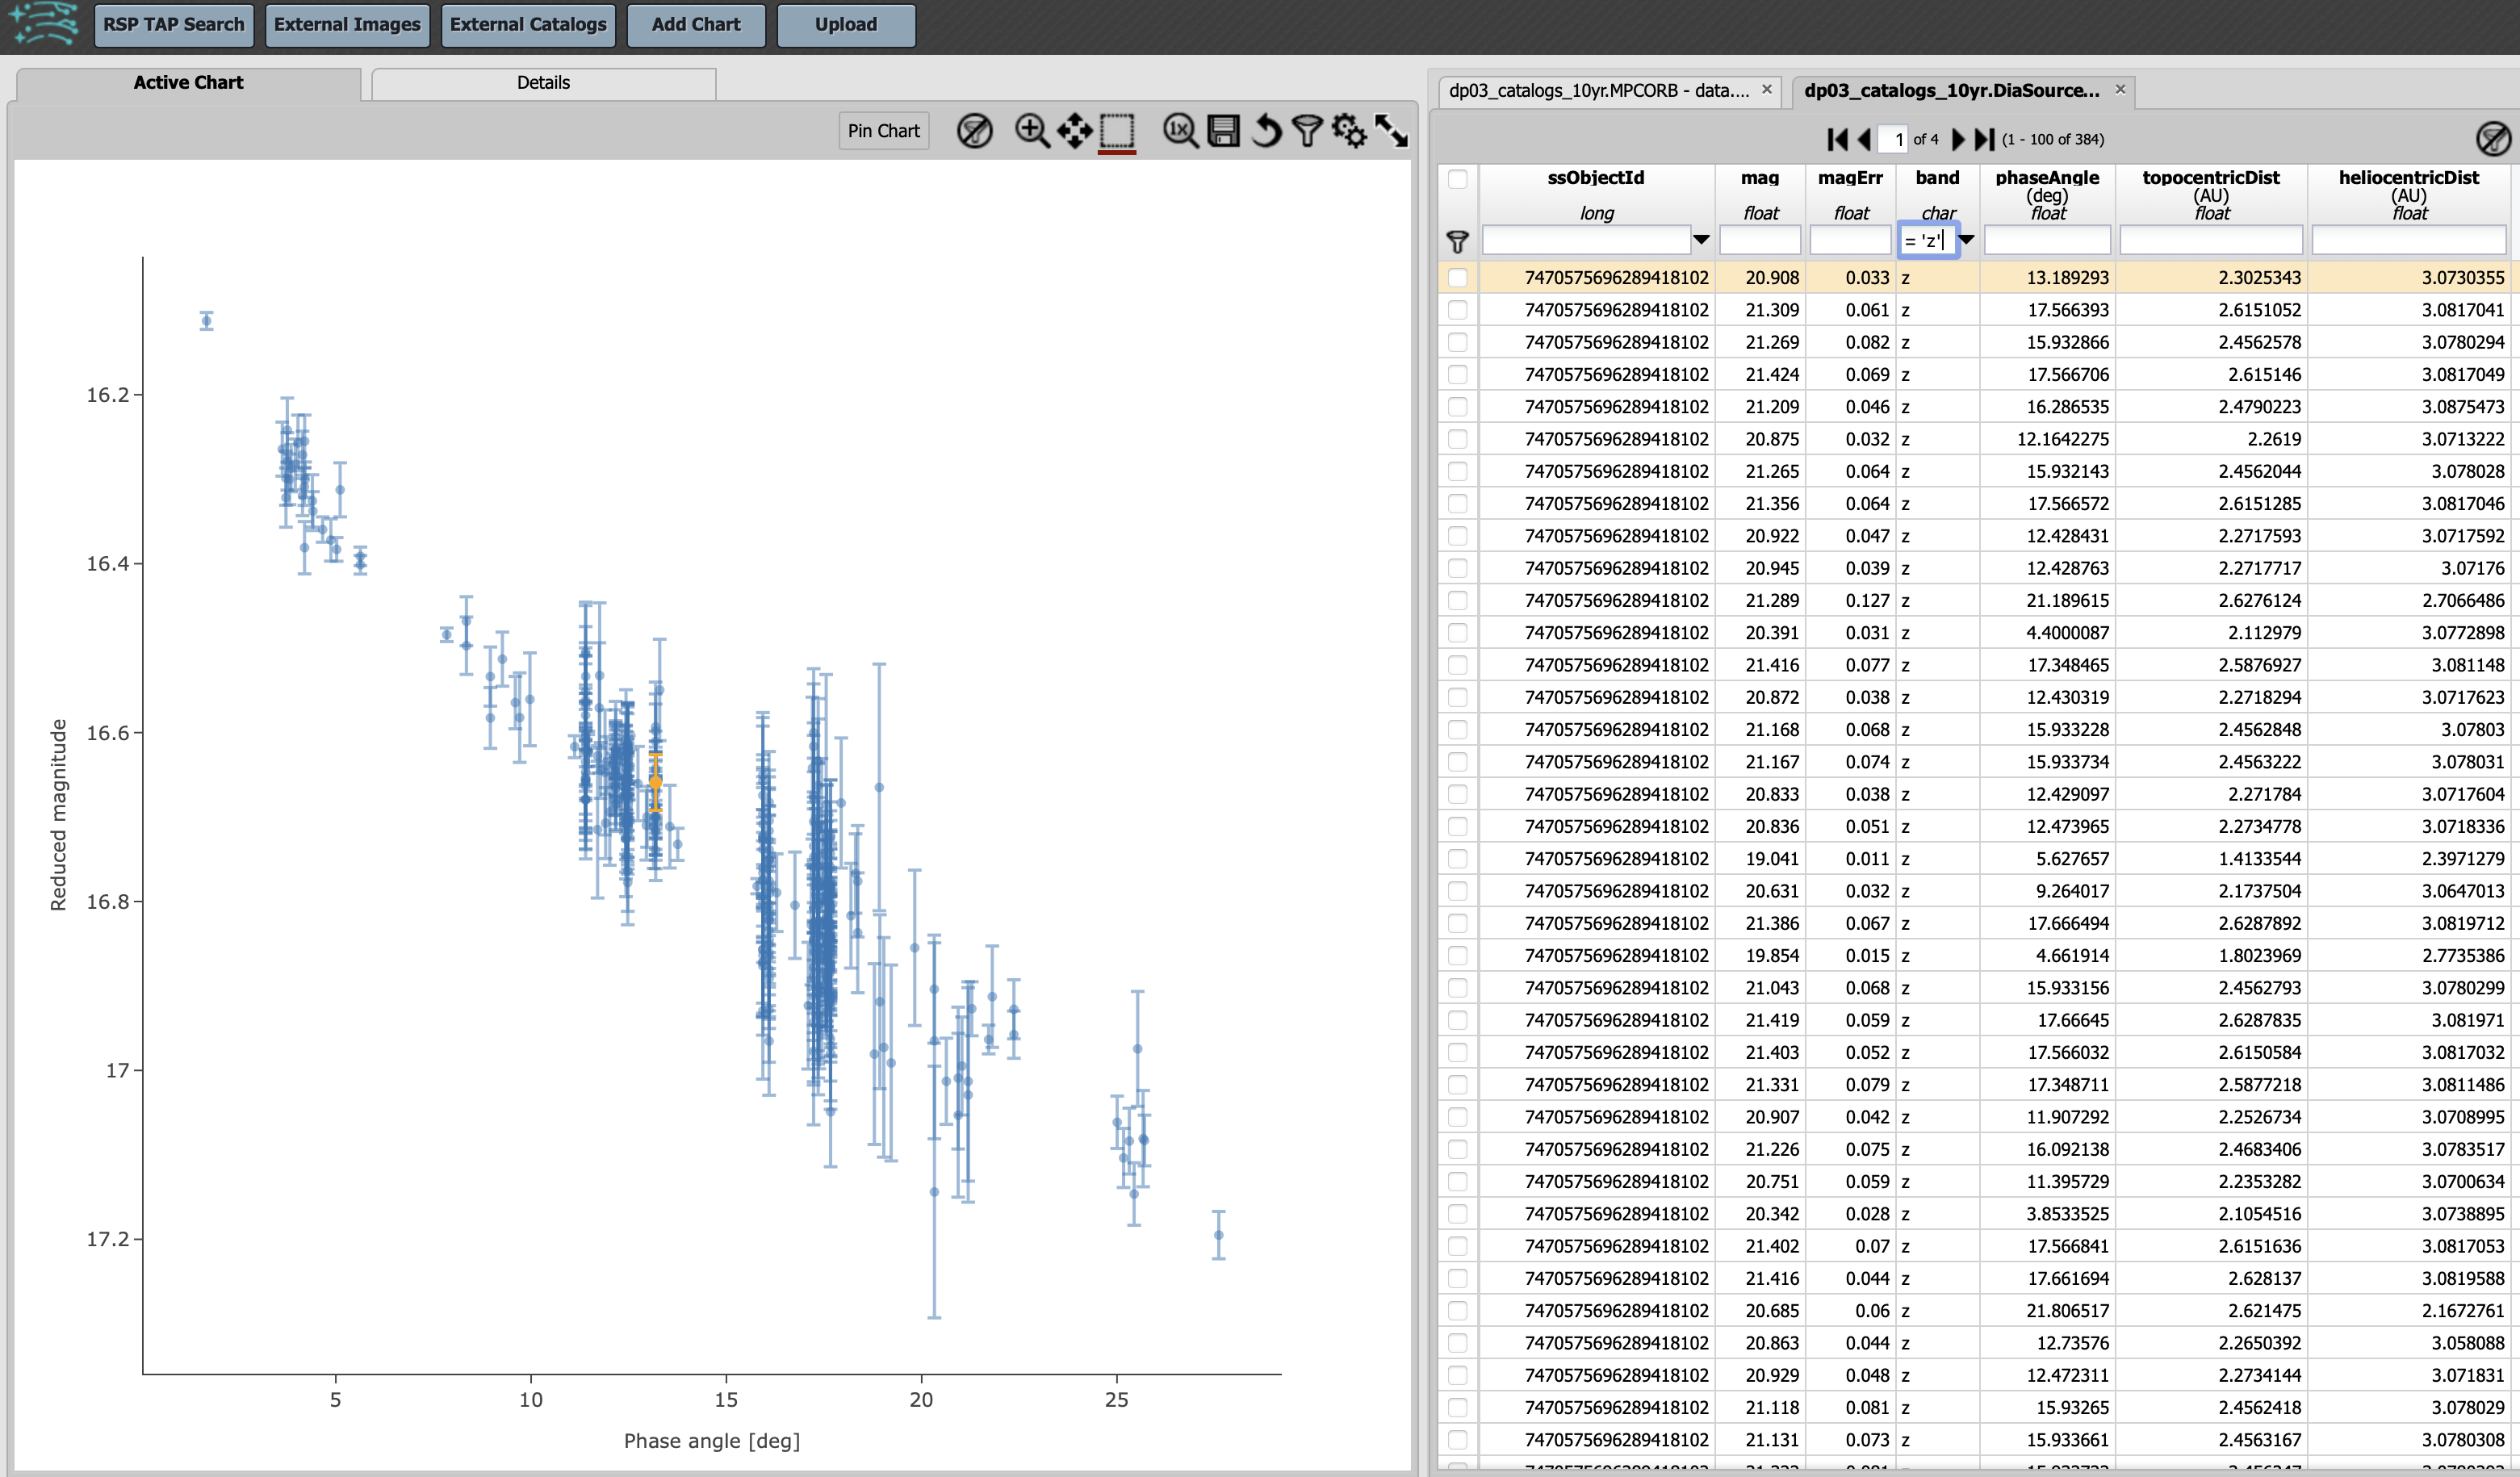 RSP TAP Search External Images External Catalogs Add Chart Upload
Active Chart Details
Pin Chart
1x
16.2
16.4
16.6
16.8
17
17.2
Reduced magnitude
5 10 15 20 25
Phase angle [deg]
dp03_catalogs_10yr.MPCORB - data.... × dp03_catalogs_10yr.DiaSource... ×
1 of 4 (1 - 100 of 384)
ssObjectId mag magErr band phaseAngle topocentricDist heliocentricDist
(deg) (AU) (AU)
long float float char float float float
= 'z'
7470575696289418102 20.908 0.033 z 13.189293 2.3025343 3.0730355
7470575696289418102 21.309 0.061 z 17.566393 2.6151052 3.0817041
7470575696289418102 21.269 0.082 z 15.932866 2.4562578 3.0780294
7470575696289418102 21.424 0.069 z 17.566706 2.615146 3.0817049
7470575696289418102 21.209 0.046 z 16.286535 2.4790223 3.0875473
7470575696289418102 20.875 0.032 z 12.1642275 2.2619 3.0713222
7470575696289418102 21.265 0.064 z 15.932143 2.4562044 3.078028
7470575696289418102 21.356 0.064 z 17.566572 2.6151285 3.0817046
7470575696289418102 20.922 0.047 z 12.428431 2.2717593 3.0717592
7470575696289418102 20.945 0.039 z 12.428763 2.2717717 3.07176
7470575696289418102 21.289 0.127 z 21.189615 2.6276124 2.7066486
7470575696289418102 20.391 0.031 z 4.4000087 2.112979 3.0772898
7470575696289418102 21.416 0.077 z 17.348465 2.5876927 3.081148
7470575696289418102 20.872 0.038 z 12.430319 2.2718294 3.0717623
7470575696289418102 21.168 0.068 z 15.933228 2.4562848 3.07803
7470575696289418102 21.167 0.074 z 15.933734 2.4563222 3.078031
7470575696289418102 20.833 0.038 z 12.429097 2.271784 3.0717604
7470575696289418102 20.836 0.051 z 12.473965 2.2734778 3.0718336
7470575696289418102 19.041 0.011 z 5.627657 1.4133544 2.3971279
7470575696289418102 20.631 0.032 z 9.264017 2.1737504 3.0647013
7470575696289418102 21.386 0.067 z 17.666494 2.6287892 3.0819712
7470575696289418102 19.854 0.015 z 4.661914 1.8023969 2.7735386
7470575696289418102 21.043 0.068 z 15.933156 2.4562793 3.0780299
7470575696289418102 21.419 0.059 z 17.66645 2.6287835 3.081971
7470575696289418102 21.403 0.052 z 17.566032 2.6150584 3.0817032
7470575696289418102 21.331 0.079 z 17.348711 2.5877218 3.0811486
7470575696289418102 20.907 0.042 z 11.907292 2.2526734 3.0708995
7470575696289418102 21.226 0.075 z 16.092138 2.4683406 3.0783517
7470575696289418102 20.751 0.059 z 11.395729 2.2353282 3.0700634
7470575696289418102 20.342 0.028 z 3.8533525 2.1054516 3.0738895
7470575696289418102 21.402 0.07 z 17.566841 2.6151636 3.0817053
7470575696289418102 21.416 0.044 z 17.661694 2.628137 3.0819588
7470575696289418102 20.685 0.06 z 21.806517 2.621475 2.1672761
7470575696289418102 20.863 0.044 z 12.73576 2.2650392 3.058088
7470575696289418102 20.929 0.048 z 12.472311 2.2734144 3.071831
7470575696289418102 21.118 0.081 z 15.93265 2.4562418 3.078029
7470575696289418102 21.131 0.073 z 15.933661 2.4563167 3.0780308